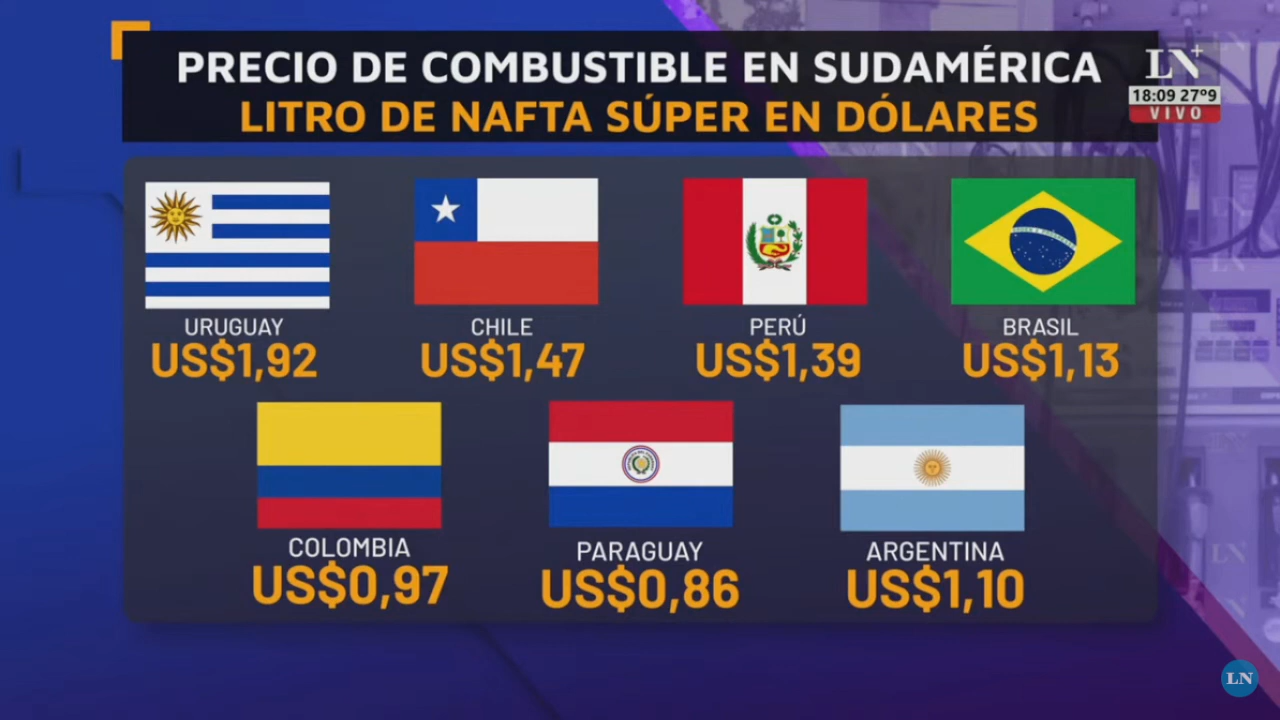 PRECIO DE COMBUSTIBLE EN SUDAMÉRICA
LITRO DE NAFTA SÚPER EN DÓLARES
LN+
18:09 27º9
VIVO
URUGUAY
US$1,92
CHILE
US$1,47
PERÚ
US$1,39
BRASIL
US$1,13
COLOMBIA
US$0,97
PARAGUAY
US$0,86
ARGENTINA
US$1,10
LN